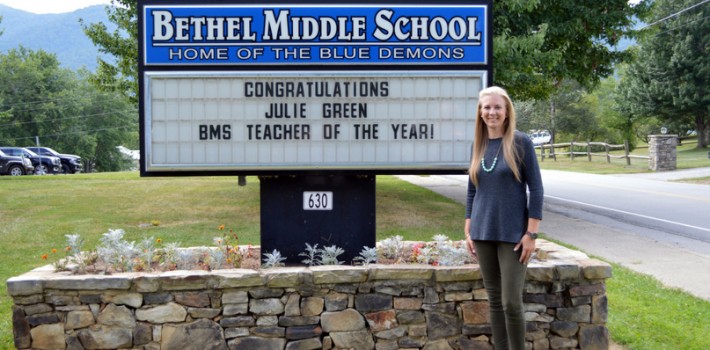 BETHEL MIDDLE SCHOOL
HOME OF THE BLUE DEMONS
CONGRATULATIONS
JULIE GREEN
BMS TEACHER OF THE YEAR!
630